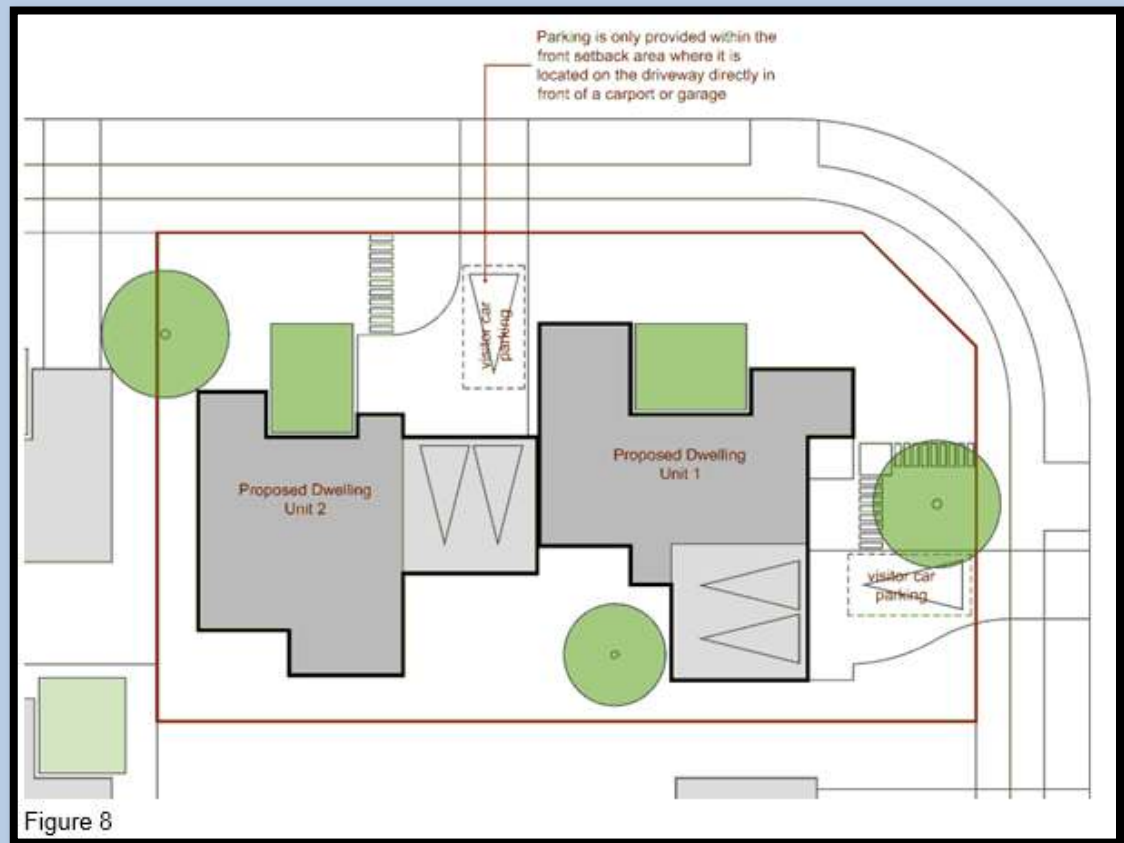 Parking is only provided within the
front setback area where it is
located on the driveway directly in
front of a carport or garage
visitor car
parking
Proposed Dwelling
Unit 1
Proposed Dwelling
Unit 2
visitor car
parking
Figure 8